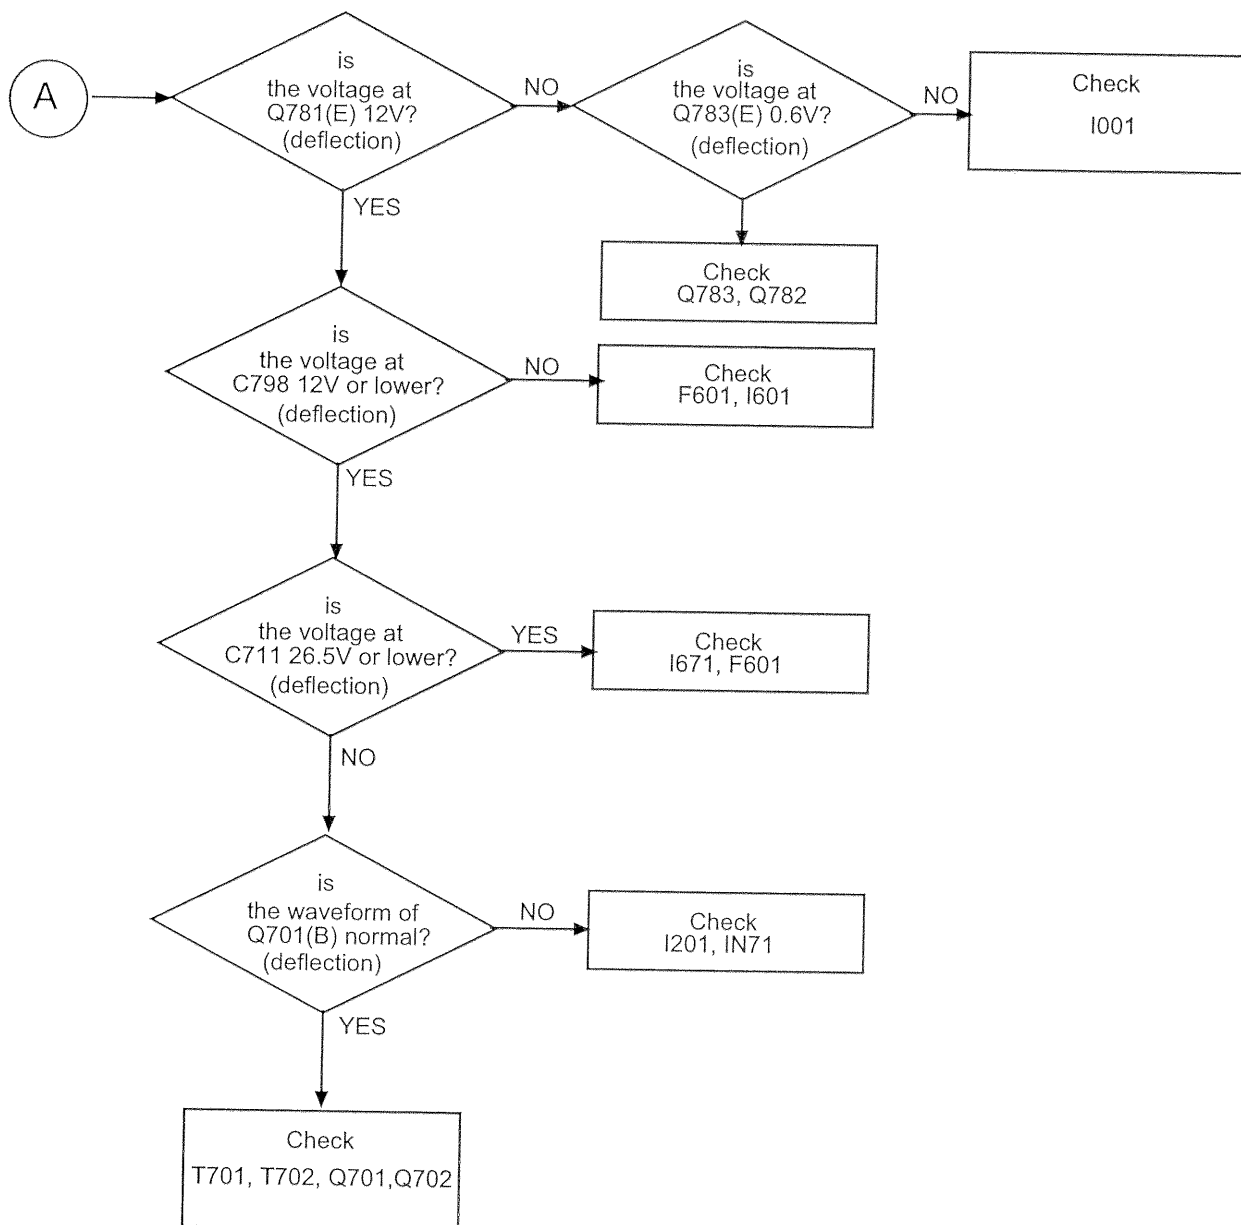 A
is
the voltage at
Q781(E) 12V?
(deflection)
NO
is
the voltage at
Q783(E) 0.6V?
(deflection)
NO
Check
I001
YES
Check
Q783, Q782
is
the voltage at
C798 12V or lower?
(deflection)
NO
Check
F601, I601
YES
is
the voltage at
C711 26.5V or lower?
(deflection)
YES
Check
I671, F601
NO
is
the waveform of
Q701(B) normal?
(deflection)
NO
Check
I201, IN71
YES
Check
T701, T702, Q701,Q702